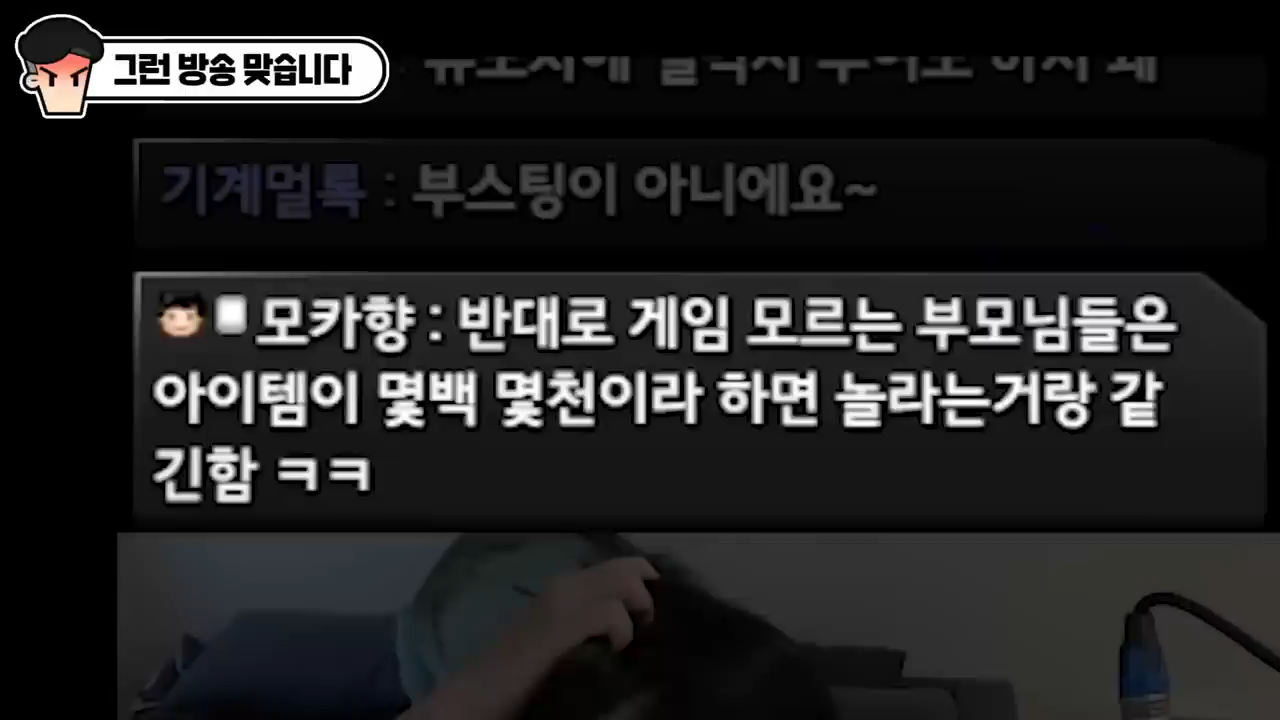 그런 방송 맞습니다
기계멀록 : 부스팅이 아니에요~
모카향 : 반대로 게임 모르는 부모님들은
아이템이 몇백 몇천이라 하면 놀라는거랑 같
긴함 ㅋㅋ